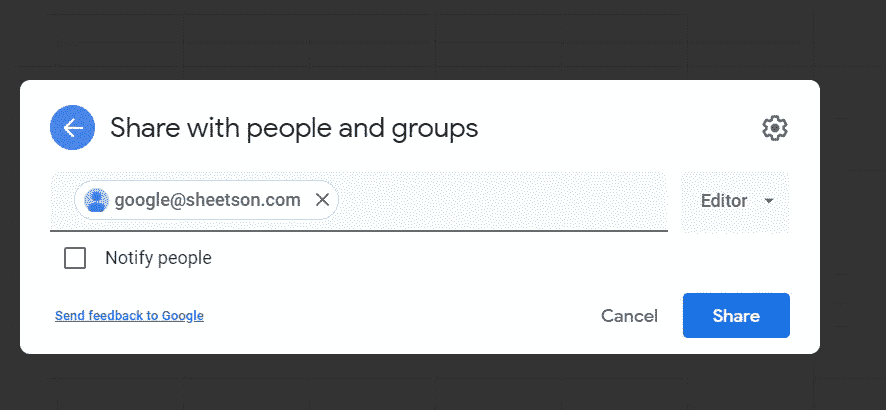 Share with people and groups
google@sheetson.com
Editor
Notify people
Send feedback to Google
Cancel
Share